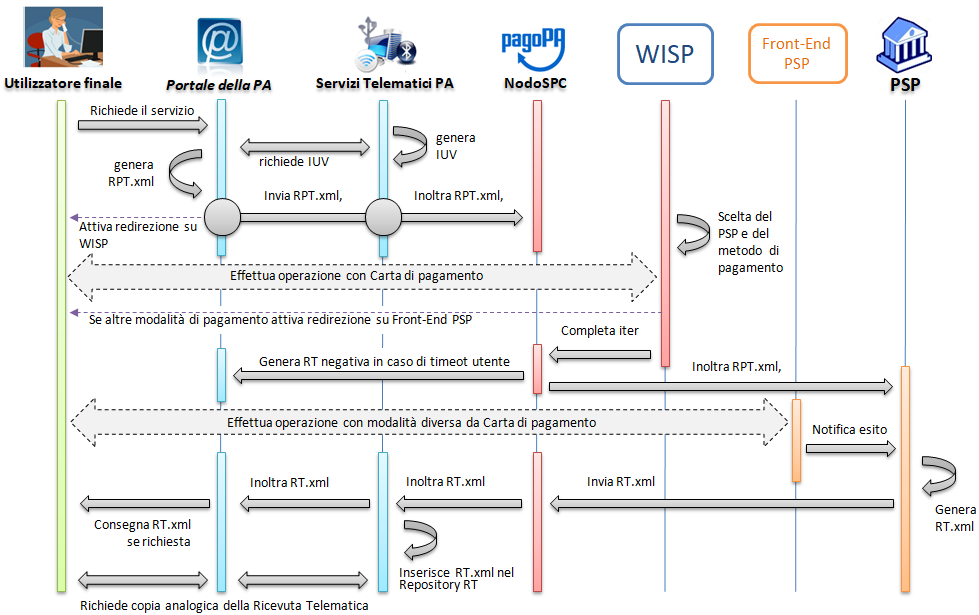 pagoPA
WISP
Front-End
PSP
Utilizzatore finale
Portale della PA
Servizi Telematici PA
NodoSPC
PSP
Richiede il servizio
genera
IUV
richiede IUV
genera
RPT.xml
Invia RPT.xml,
Inoltra RPT.xml,
Attiva redirezione su
WISP
Scelta del
PSP e del
metodo di
pagamento
Effettua operazione con Carta di pagamento
Se altre modalità di pagamento attiva redirezione su Front-End PSP
Completa iter
Genera RT negativa in caso di timeot utente
Inoltra RPT.xml,
Effettua operazione con modalità diversa da Carta di pagamento
Notifica esito
Inoltra RT.xml
Inoltra RT.xml
Invia RT.xml
Genera
RT.xml
Consegna RT.xml
se richiesta
Inserisce RT.xml nel
Repository RT
Richiede copia analogica della Ricevuta Telematica